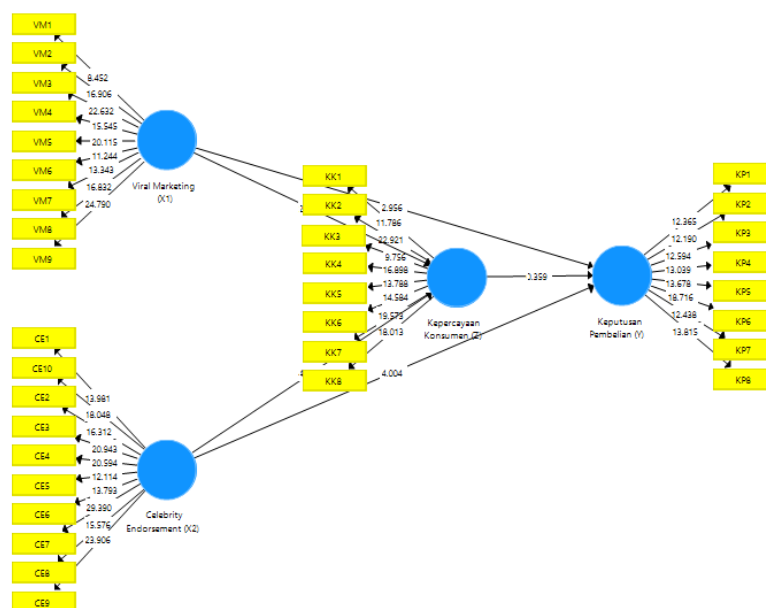 VM1
VM2
VM3
VM4
VM5
VM6
VM7
VM8
VM9
8.452
16.906
22.632
15.545
20.115
11.244
13.343
16.832
24.790
Viral Marketing
(X1)
KK1
KK2
KK3
KK4
KK5
KK6
KK7
KK8
11.786
22.921
9.756
16.898
13.788
14.584
19.573
18.013
Kepercayaan
Konsumen (Z)
2.956
4.004
KP1
KP2
KP3
KP4
KP5
KP6
KP7
KP8
12.365
12.190
12.594
13.039
13.678
18.716
12.438
13.815
Keputusan
Pembelian (Y)
CE1
CE10
CE2
CE3
CE4
CE5
CE6
CE7
CE8
CE9
13.981
18.048
16.312
20.943
20.594
12.114
13.793
29.390
15.576
23.906
Celebrity
Endorsement (X2)